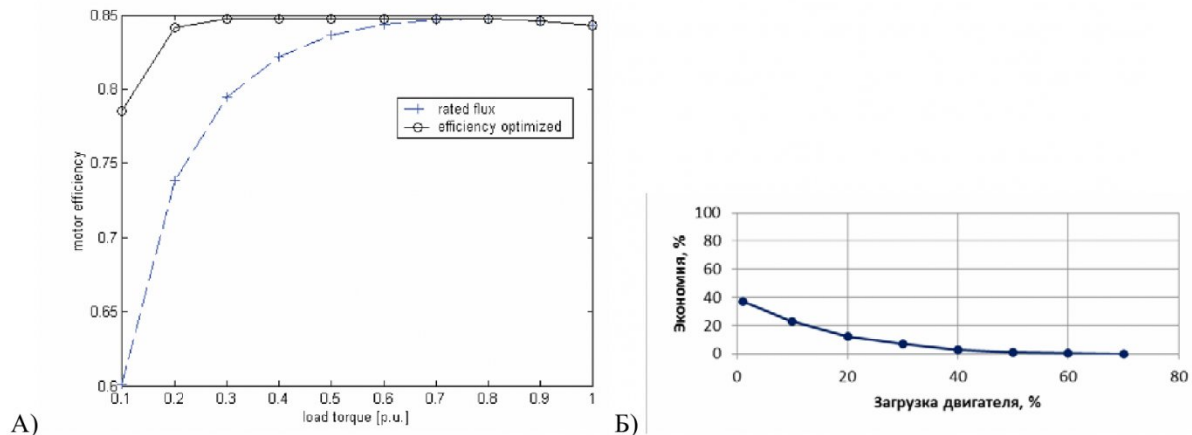 0.85
0.8
0.75
0.7
0.65
0.6
motor efficiency
rated flux
efficiency optimized
0.1 0.2 0.3 0.4 0.5 0.6 0.7 0.8 0.9 1
load torque [p.u.]
А)
100
80
60
40
20
0
Экономия, %
0 20 40 60 80
Загрузка двигателя, %
Б)